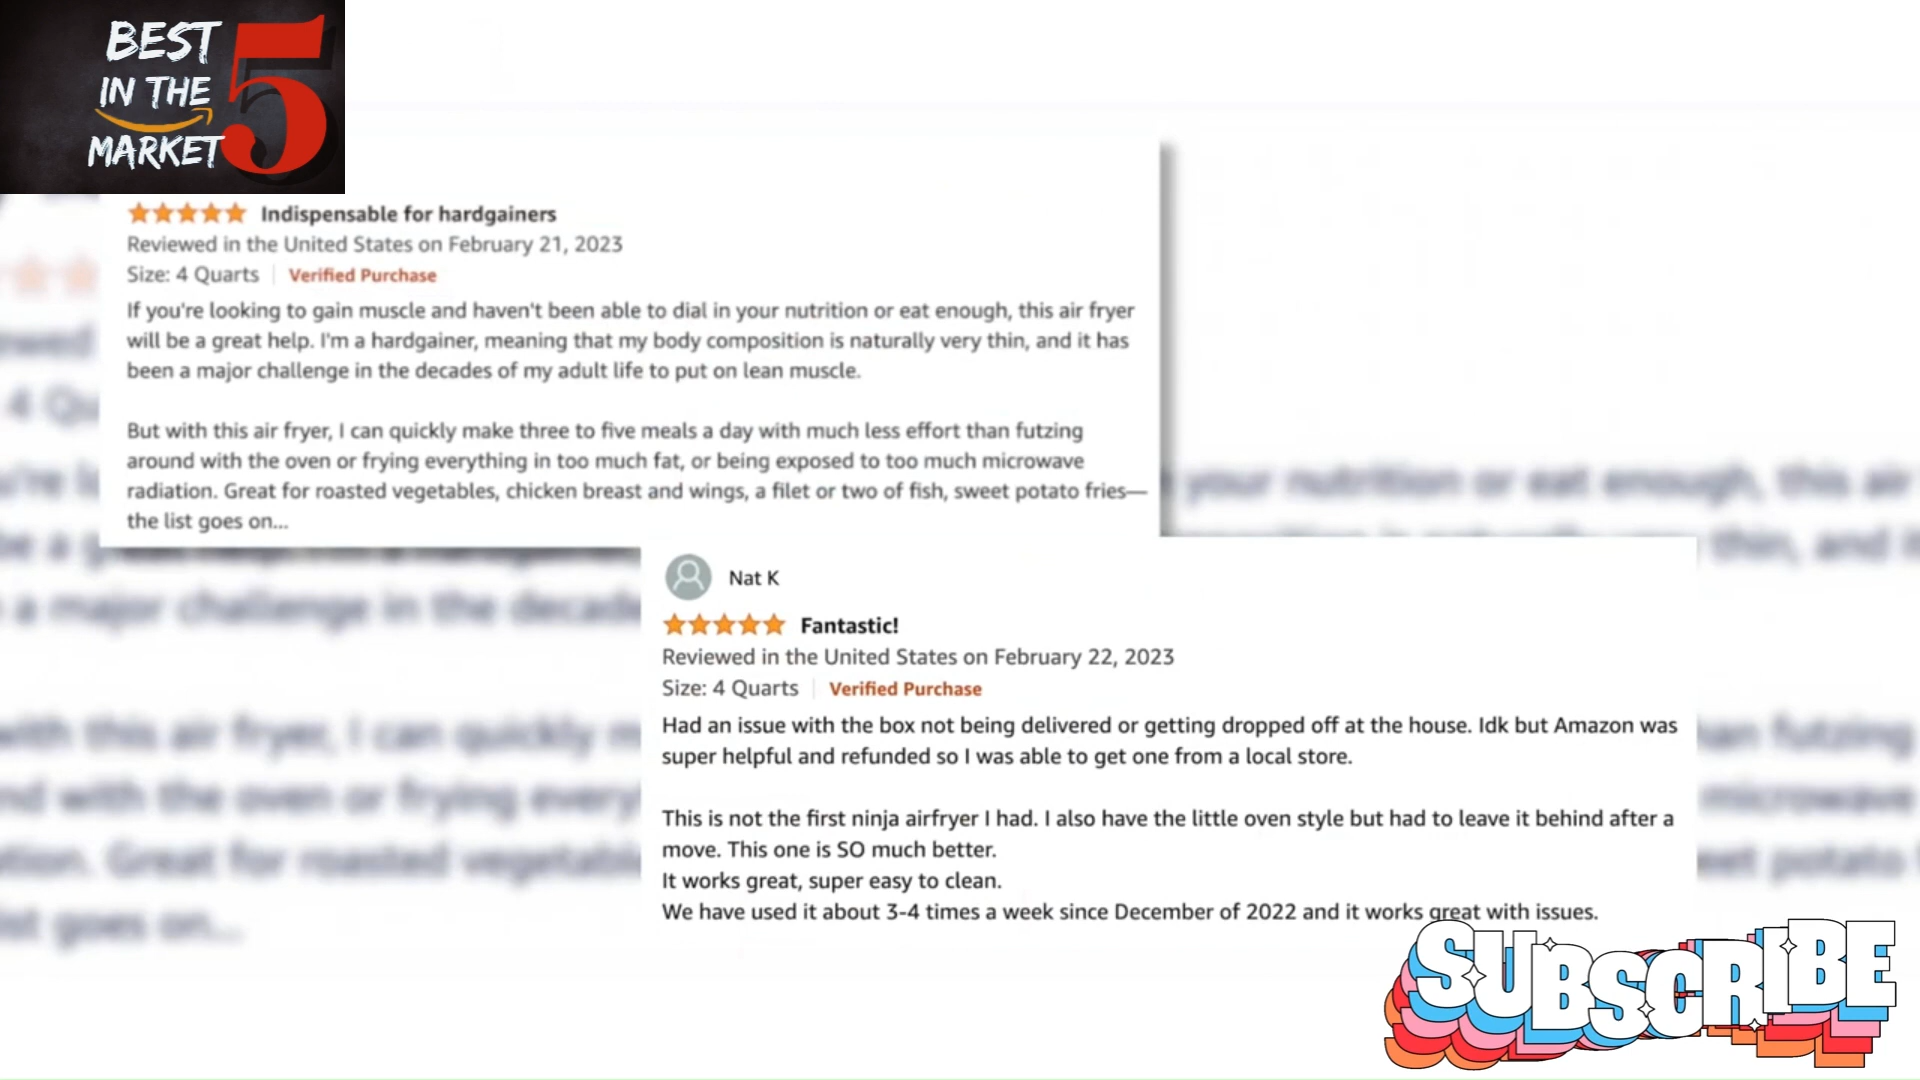 BEST
IN THE
MARKET
5
Indispensable for hardgainers
Reviewed in the United States on February 21, 2023
Size: 4 Quarts | Verified Purchase
If you're looking to gain muscle and haven't been able to dial in your nutrition or eat enough, this air fryer
will be a great help. I'm a hardgainer, meaning that my body composition is naturally very thin, and it has
been a major challenge in the decades of my adult life to put on lean muscle.
But with this air fryer, I can quickly make three to five meals a day with much less effort than futzing
around with the oven or frying everything in too much fat, or being exposed to too much microwave
radiation. Great for roasted vegetables, chicken breast and wings, a filet or two of fish, sweet potato fries—
the list goes on...
Nat K
Fantastic!
Reviewed in the United States on February 22, 2023
Size: 4 Quarts | Verified Purchase
Had an issue with the box not being delivered or getting dropped off at the house. Idk but Amazon was
super helpful and refunded so I was able to get one from a local store.
This is not the first ninja airfryer I had. I also have the little oven style but had to leave it behind after a
move. This one is SO much better.
It works great, super easy to clean.
We have used it about 3-4 times a week since December of 2022 and it works great with issues.
SUBSCRIBE